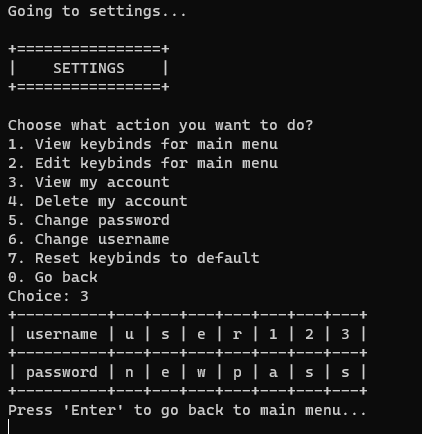 Going to settings...
+================+
|    SETTINGS    |
+================+
Choose what action you want to do?
1. View keybinds for main menu
2. Edit keybinds for main menu
3. View my account
4. Delete my account
5. Change password
6. Change username
7. Reset keybinds to default
0. Go back
Choice: 3
+----------+---+---+---+---+---+---+---+
| username | u | s | e | r | 1 | 2 | 3 |
+----------+---+---+---+---+---+---+---+
| password | n | e | w | p | a | s | s |
+----------+---+---+---+---+---+---+---+
Press 'Enter' to go back to main menu...